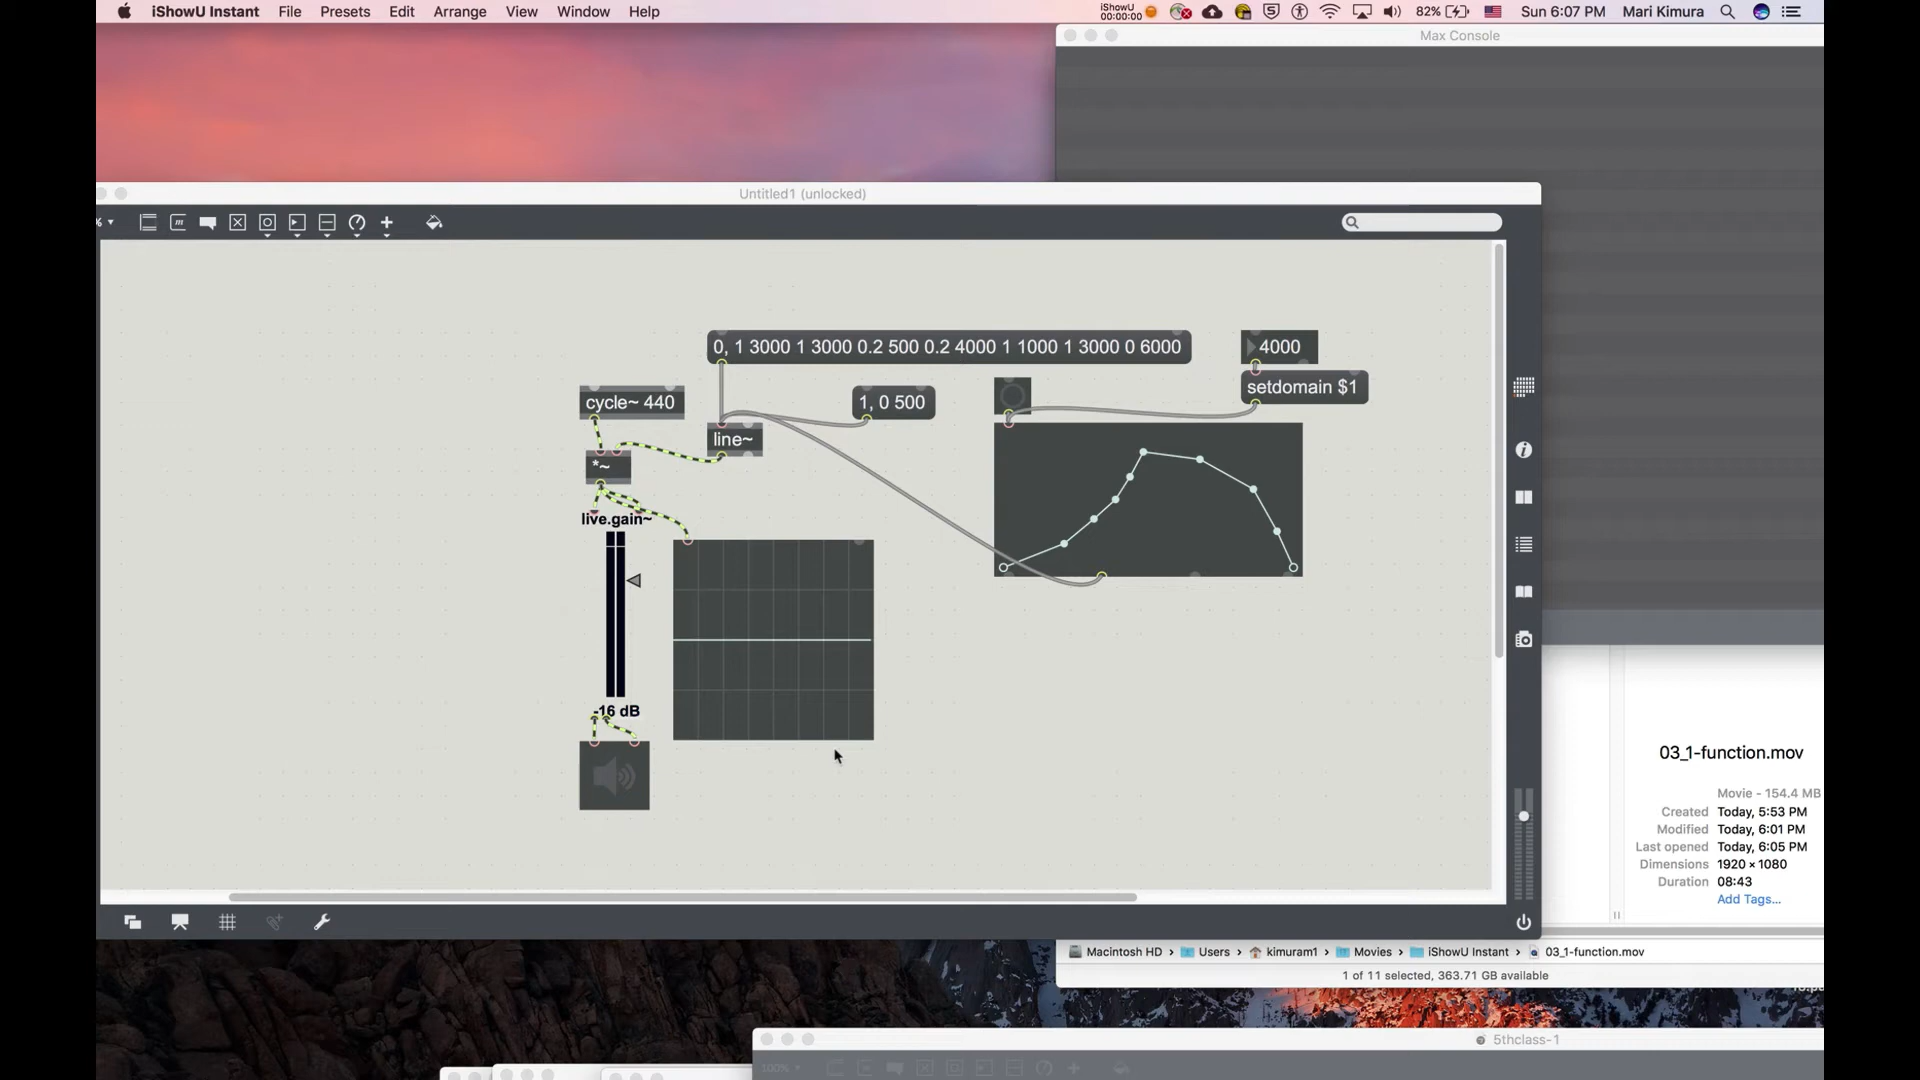 iShowU Instant File Presets Edit Arrange View Window Help
iShowU
00:00:00
82% Sun 6:07 PM Mari Kimura
Max Console
Untitled1 (unlocked)
0, 1 3000 1 3000 0.2 500 0.2 4000 1 1000 1 3000 0 6000
4000
setdomain $1
cycle~ 440
1, 0 500
line~
*~
live.gain~
-16 dB
03_1-function.mov
Movie - 154.4 MB
Created Today, 5:53 PM
Modified Today, 6:01 PM
Last opened Today, 6:05 PM
Dimensions 1920 × 1080
Duration 08:43
Add Tags...
Macintosh HD › Users › kimuram1 › Movies › iShowU Instant › 03_1-function.mov
1 of 11 selected, 363.71 GB available
5thclass-1
100%